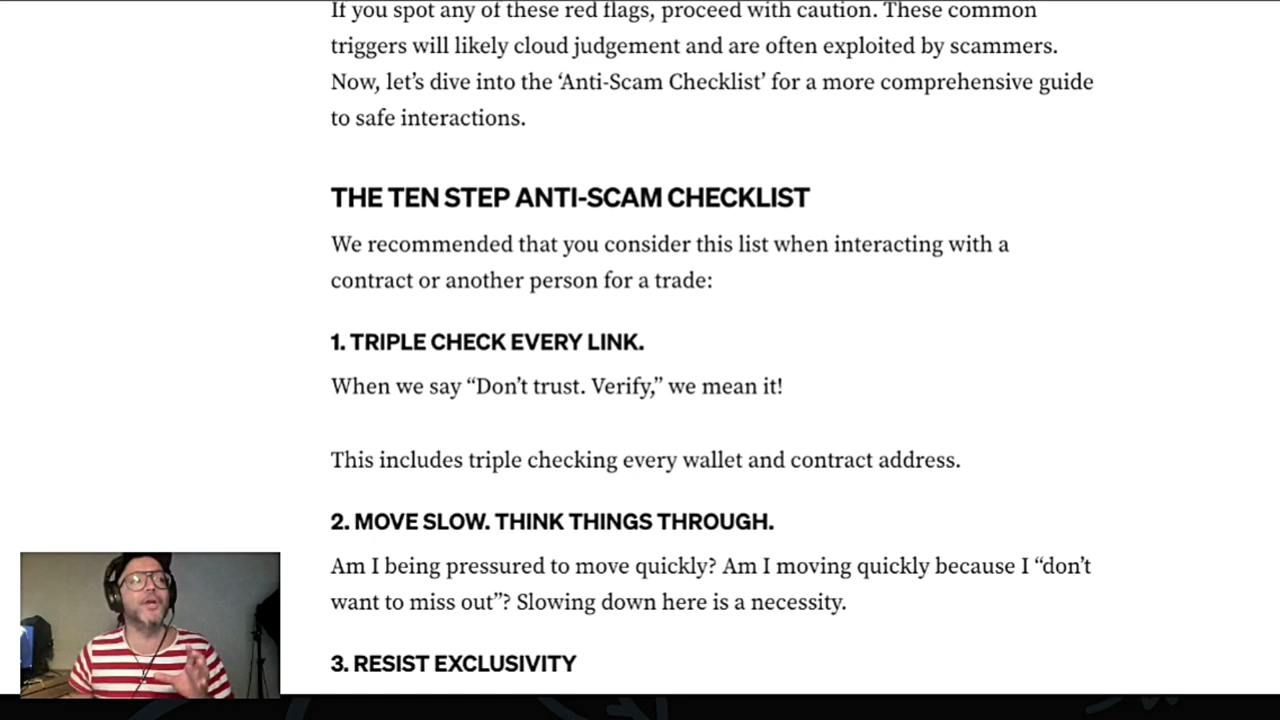 If you spot any of these red flags, proceed with caution. These common
triggers will likely cloud judgement and are often exploited by scammers.
Now, let’s dive into the ‘Anti-Scam Checklist’ for a more comprehensive guide
to safe interactions.
THE TEN STEP ANTI-SCAM CHECKLIST
We recommended that you consider this list when interacting with a
contract or another person for a trade:
1. TRIPLE CHECK EVERY LINK.
When we say “Don’t trust. Verify,” we mean it!
This includes triple checking every wallet and contract address.
2. MOVE SLOW. THINK THINGS THROUGH.
Am I being pressured to move quickly? Am I moving quickly because I “don’t
want to miss out”? Slowing down here is a necessity.
3. RESIST EXCLUSIVITY